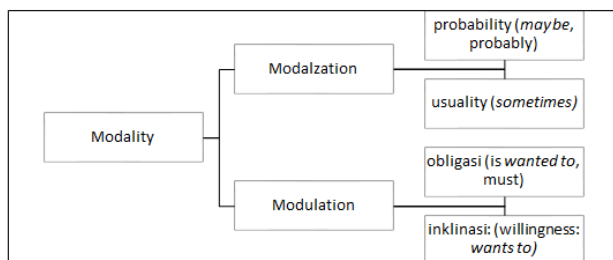 probability (maybe,
probably)
Modalzation
usuality (sometimes)
Modality
obligasi (is wanted to,
must)
Modulation
inklinasi: (willingness:
wants to)